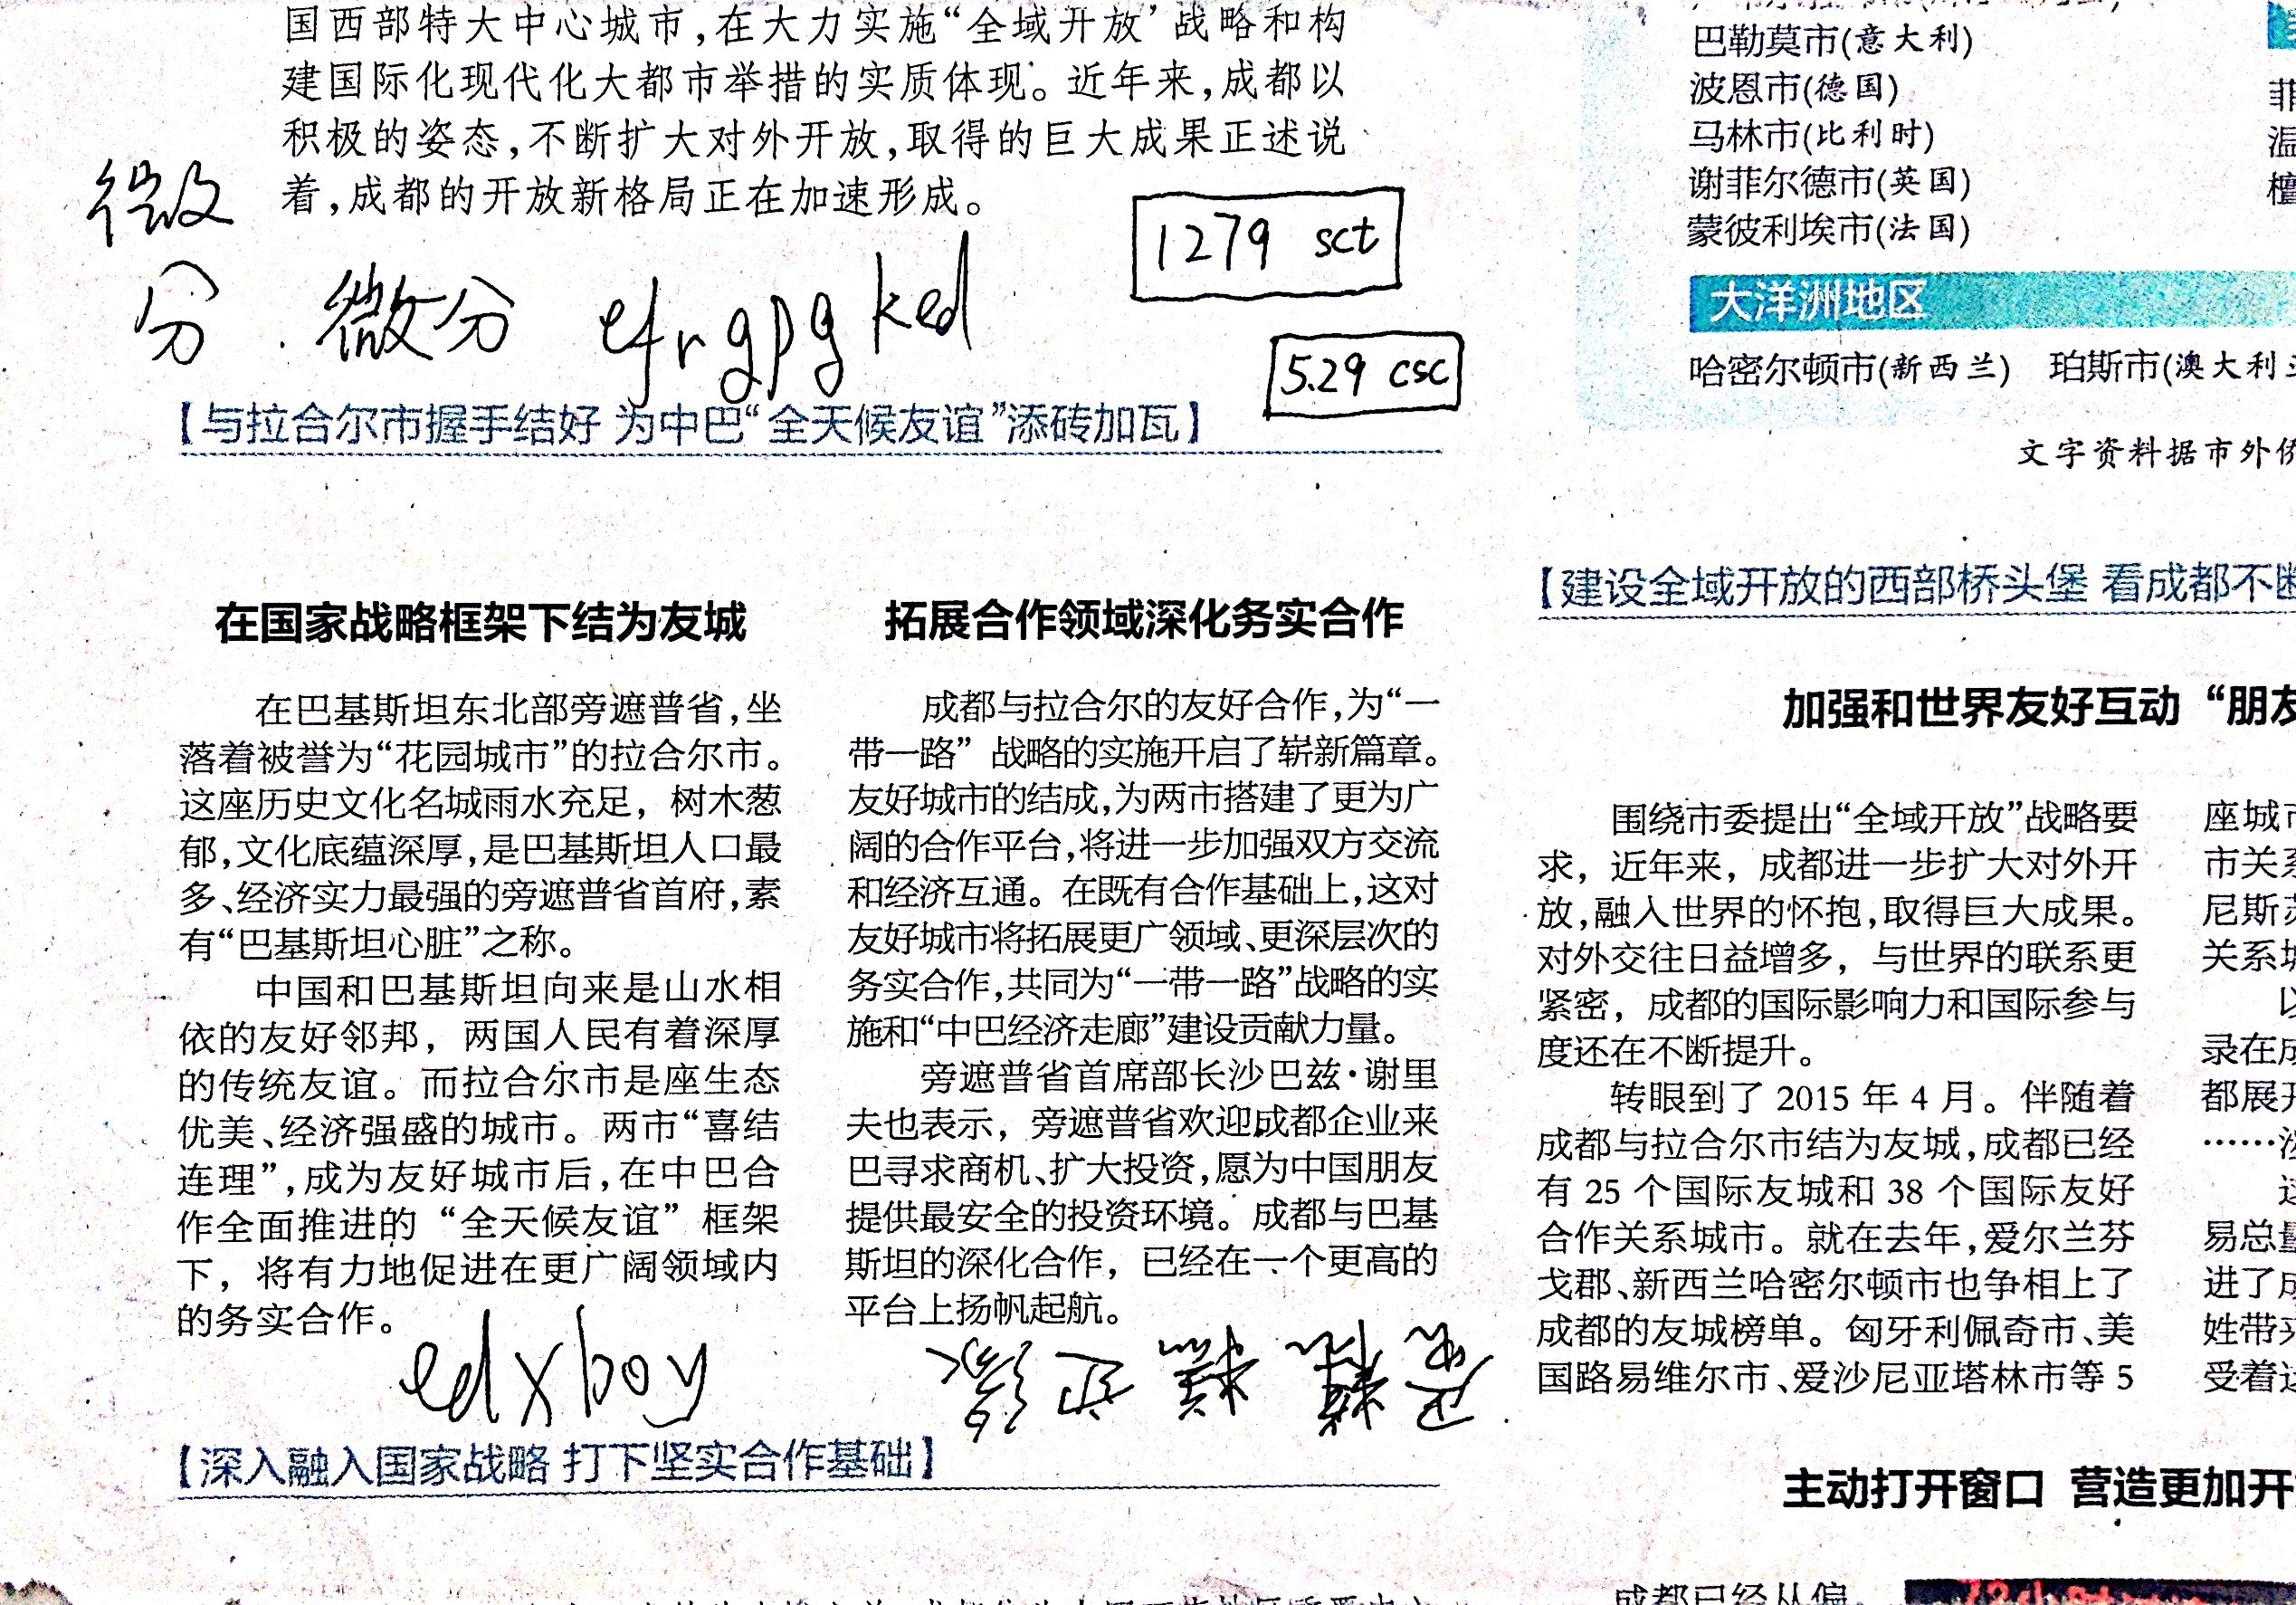 国西部特大中心城市,在大力实施“全域开放’战略和构
建国际化现代化大都市举措的实质体现。近年来,成都以
积极的姿态,不断扩大对外开放,取得的巨大成果正述说
着,成都的开放新格局正在加速形成。
微
分
微分 efrgpgked
1279 sct
5.29 csc
【与拉合尔市握手结好 为中巴“全天候友谊”添砖加瓦】
在国家战略框架下结为友城
在巴基斯坦东北部旁遮普省,坐
落着被誉为“花园城市”的拉合尔市。
这座历史文化名城雨水充足,树木葱
郁,文化底蕴深厚,是巴基斯坦人口最
多、经济实力最强的旁遮普省首府,素
有“巴基斯坦心脏”之称。
中国和巴基斯坦向来是山水相
依的友好邻邦,两国人民有着深厚
的传统友谊。而拉合尔市是座生态
优美、经济强盛的城市。两市“喜结
连理”,成为友好城市后,在中巴合
作全面推进的“全天候友谊”框架
下,将有力地促进在更广阔领域内
的务实合作。
edxboy
拓展合作领域深化务实合作
成都与拉合尔的友好合作,为“一
带一路”战略的实施开启了崭新篇章。
友好城市的结成,为两市搭建了更为广
阔的合作平台,将进一步加强双方交流
和经济互通。在既有合作基础上,这对
友好城市将拓展更广领域、更深层次的
务实合作,共同为“一带一路”战略的实
施和“中巴经济走廊”建设贡献力量。
旁遮普省首席部长沙巴兹·谢里
夫也表示,旁遮普省欢迎成都企业来
巴寻求商机、扩大投资,愿为中国朋友
提供最安全的投资环境。成都与巴基
斯坦的深化合作,已经在一个更高的
平台上扬帆起航。
【深入融入国家战略 打下坚实合作基础】
巴勒莫市(意大利)
波恩市(德国)
马林市(比利时)
谢菲尔德市(英国)
蒙彼利埃市(法国)
大洋洲地区
哈密尔顿市(新西兰) 珀斯市(澳大利
文字资料据市外侨
【建设全域开放的西部桥头堡 看成都不断
加强和世界友好互动 “朋友
围绕市委提出“全域开放”战略要
求,近年来,成都进一步扩大对外开
放,融入世界的怀抱,取得巨大成果。
对外交往日益增多,与世界的联系更
紧密,成都的国际影响力和国际参与
度还在不断提升。
转眼到了 2015 年 4 月。伴随着
成都与拉合尔市结为友城,成都已经
有 25 个国际友城和 38 个国际友好
合作关系城市。就在去年,爱尔兰芬
戈郡、新西兰哈密尔顿市也争相上了
成都的友城榜单。匈牙利佩奇市、美
国路易维尔市、爱沙尼亚塔林市等 5
座城市
市关系
尼斯
关系城
录在成
都展开
易总量
进了成
姓带
受着这
主动打开窗口 营造更加开
成都已经从偏